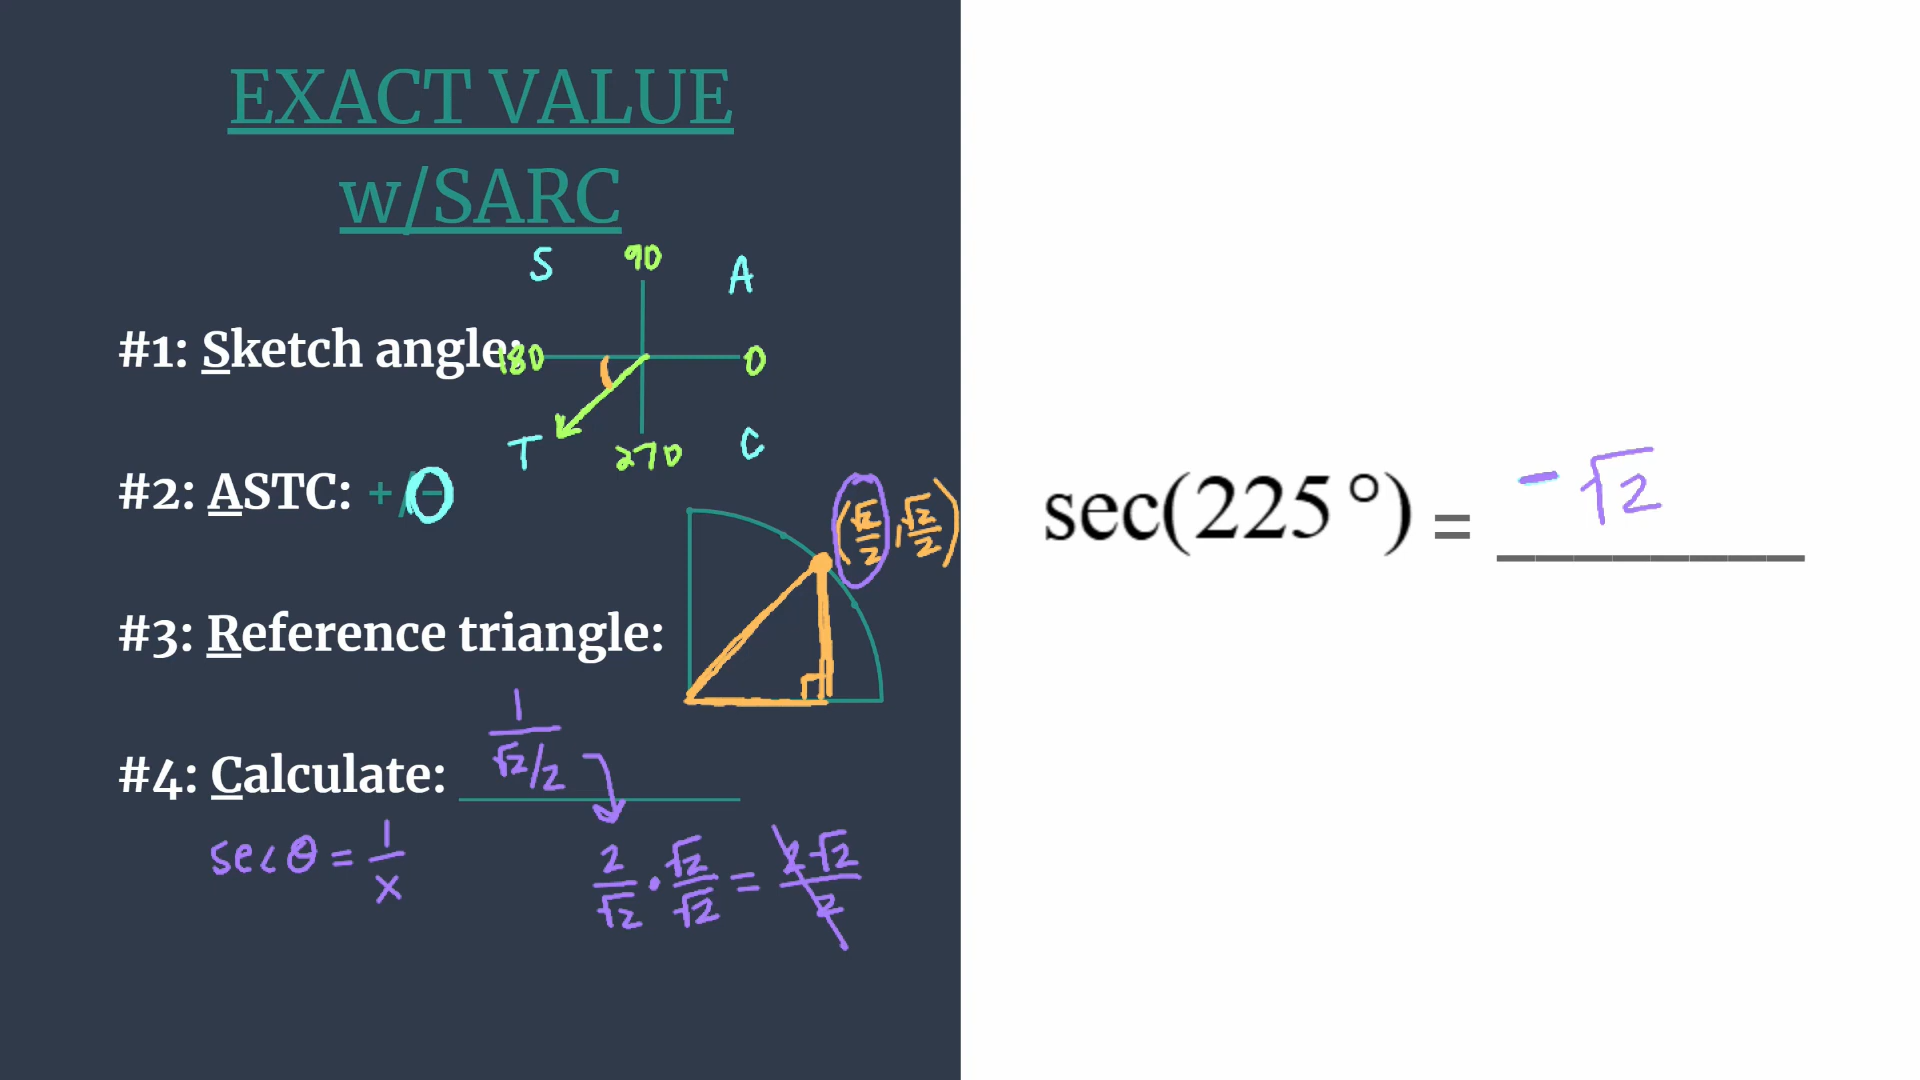 EXACT VALUE
w/SARC
S 90 A
#1: Sketch angle: 180 0
T 270 C
#2: ASTC: +/-
(√2/2, √2/2)
#3: Reference triangle:
#4: Calculate: 1/(√2/2)
sec θ = 1/x
2/√2 · √2/√2 = 2√2/2
sec(225°) = -√2